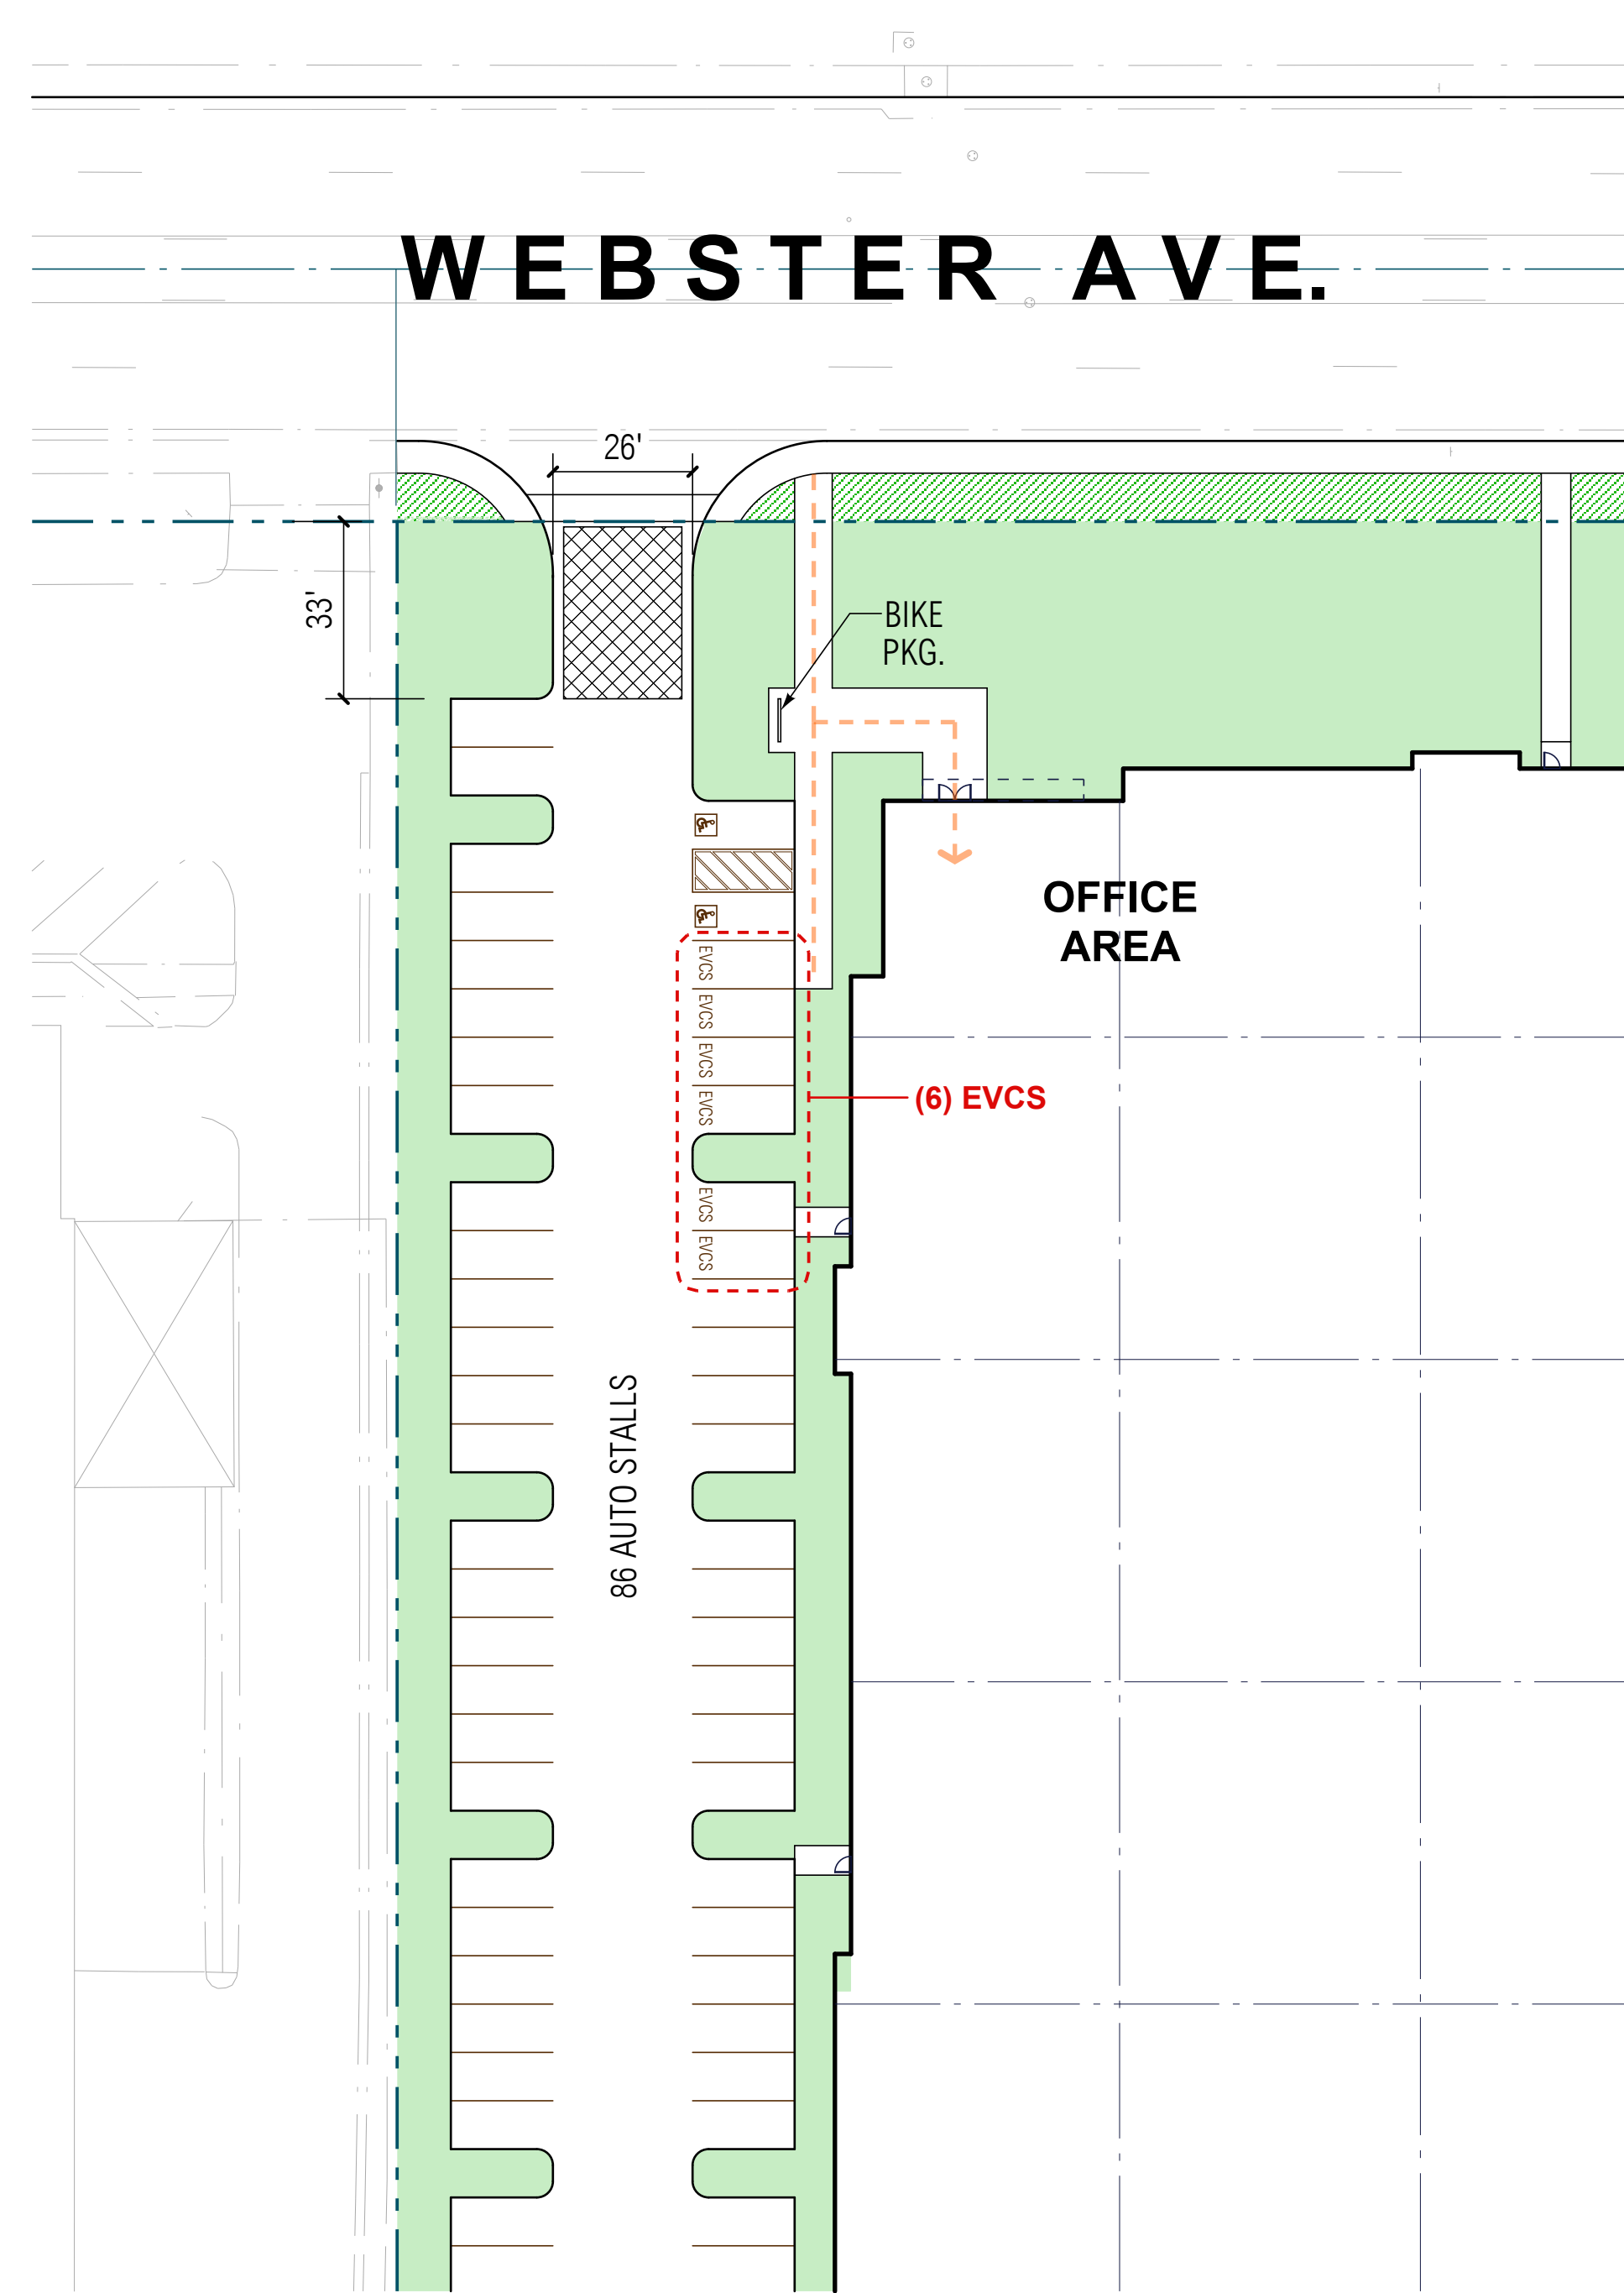 WEBSTER AVE.
26'
33'
BIKE
PKG.
OFFICE
AREA
EVCS
EVCS
EVCS
EVCS
(6) EVCS
EVCS
EVCS
86 AUTO STALLS